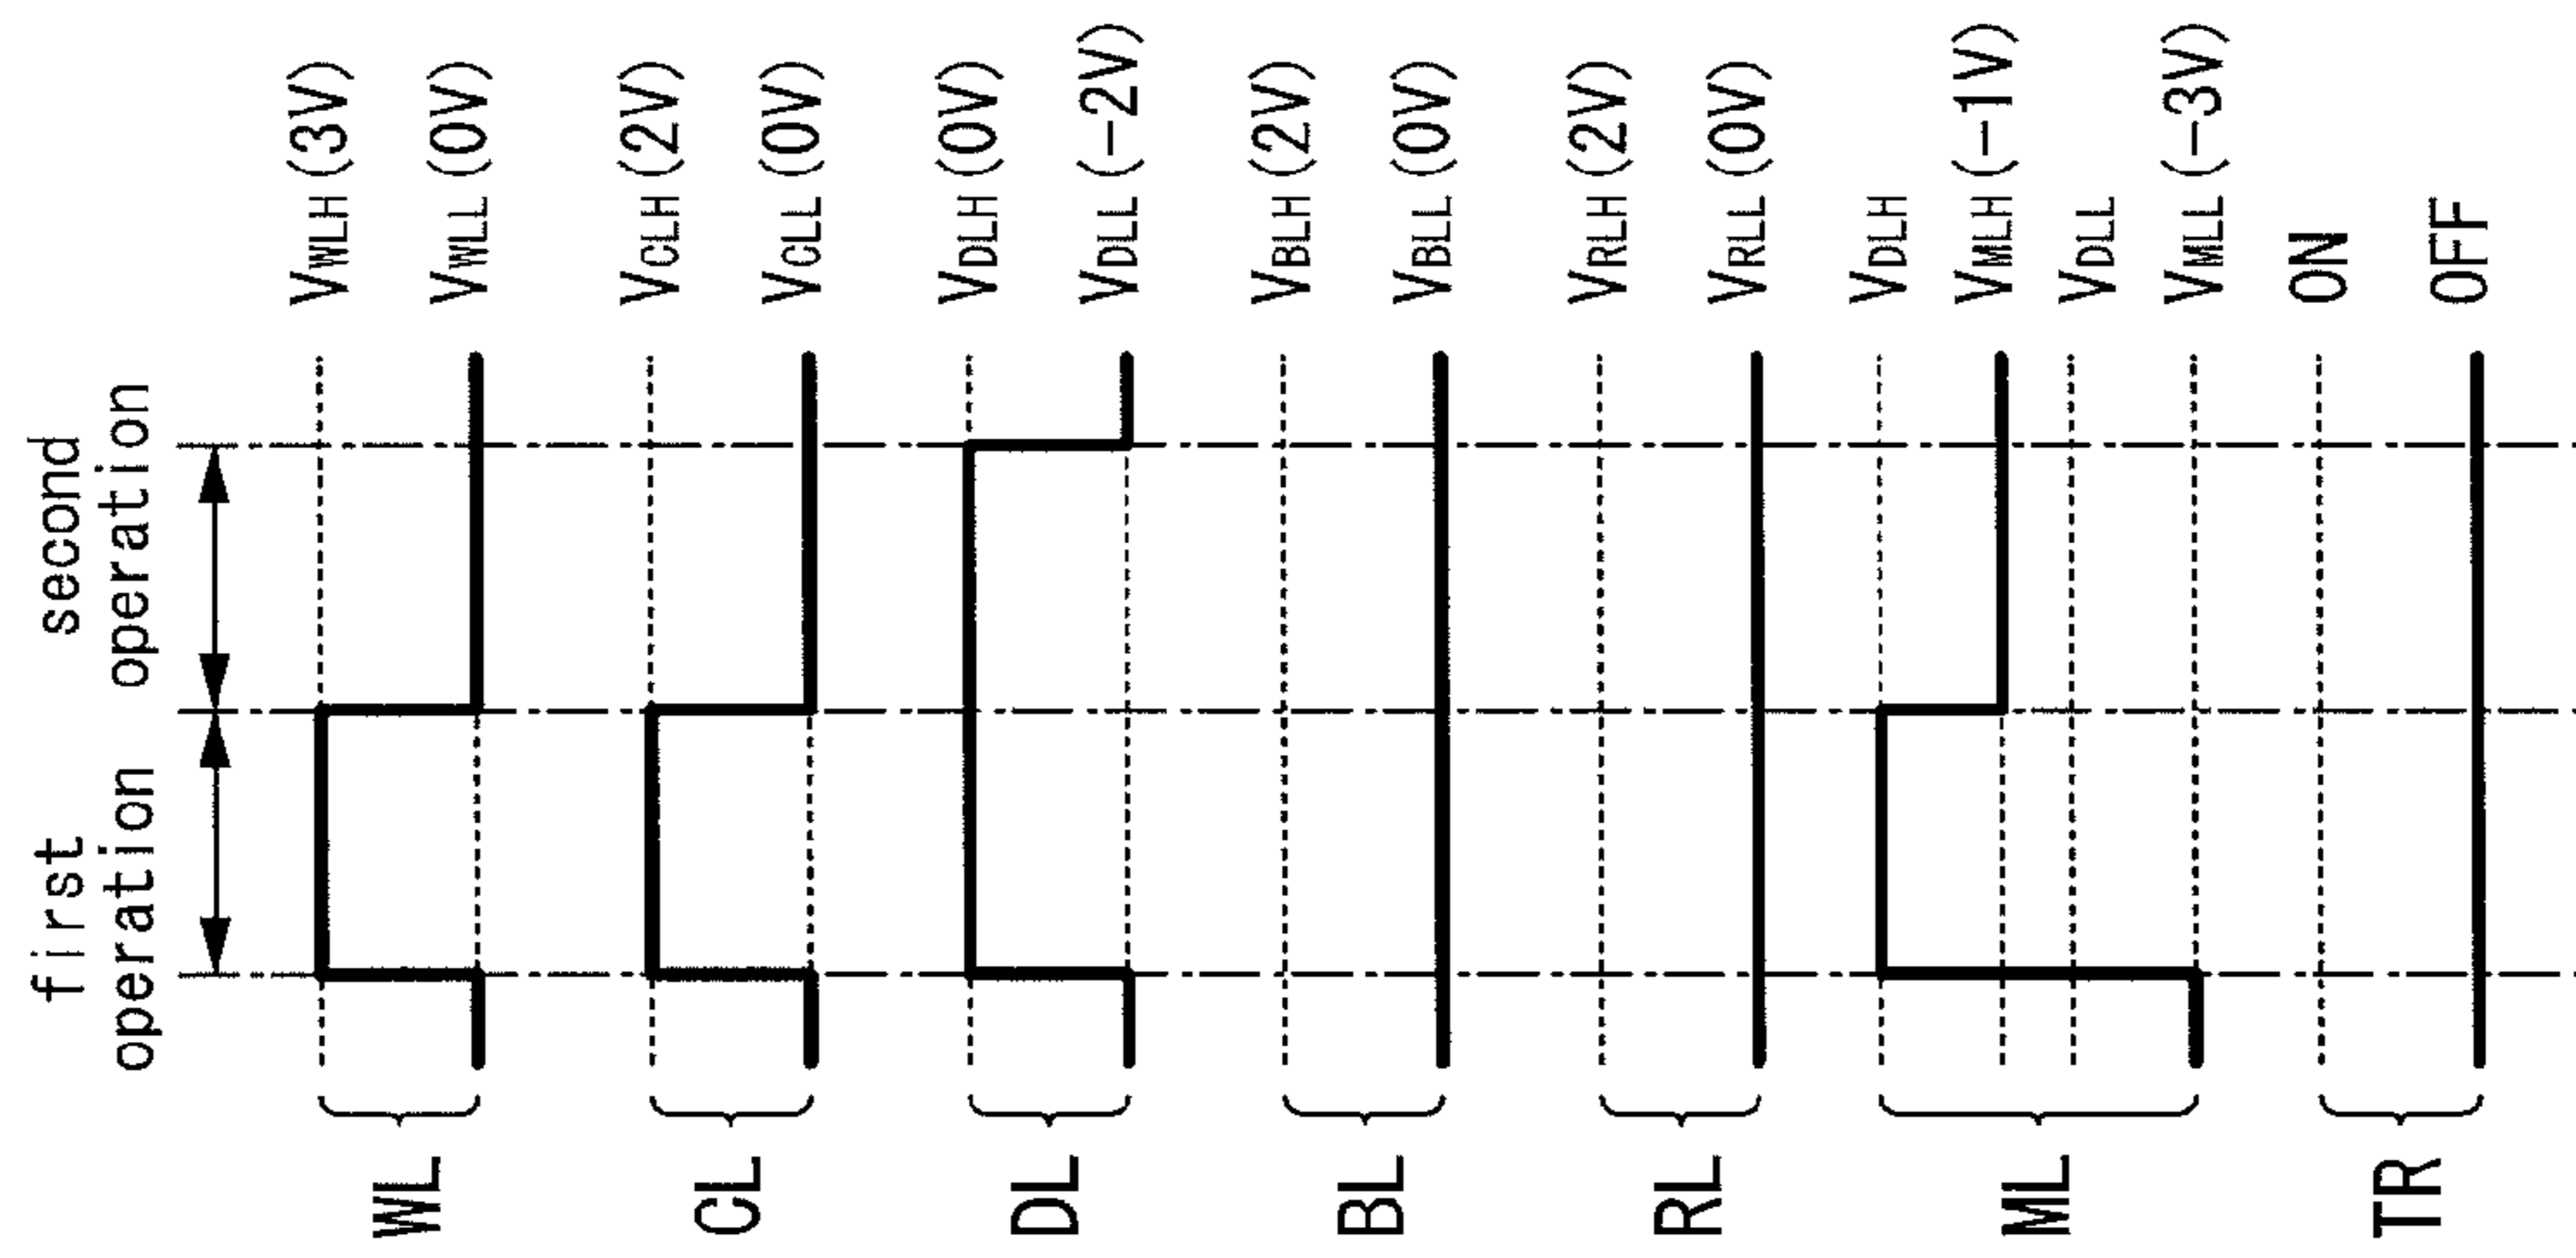 first
operation
second
operation
WL
VWLH (3V)
VWLL (0V)
CL
VCLH (2V)
VCLL (0V)
DL
VDLH (0V)
VDLL (-2V)
BL
VBLH (2V)
VBLL (0V)
RL
VRLH (2V)
VRLL (0V)
ML
VDLH
VMLH (-1V)
VDLL
VMLL (-3V)
TR
ON
OFF